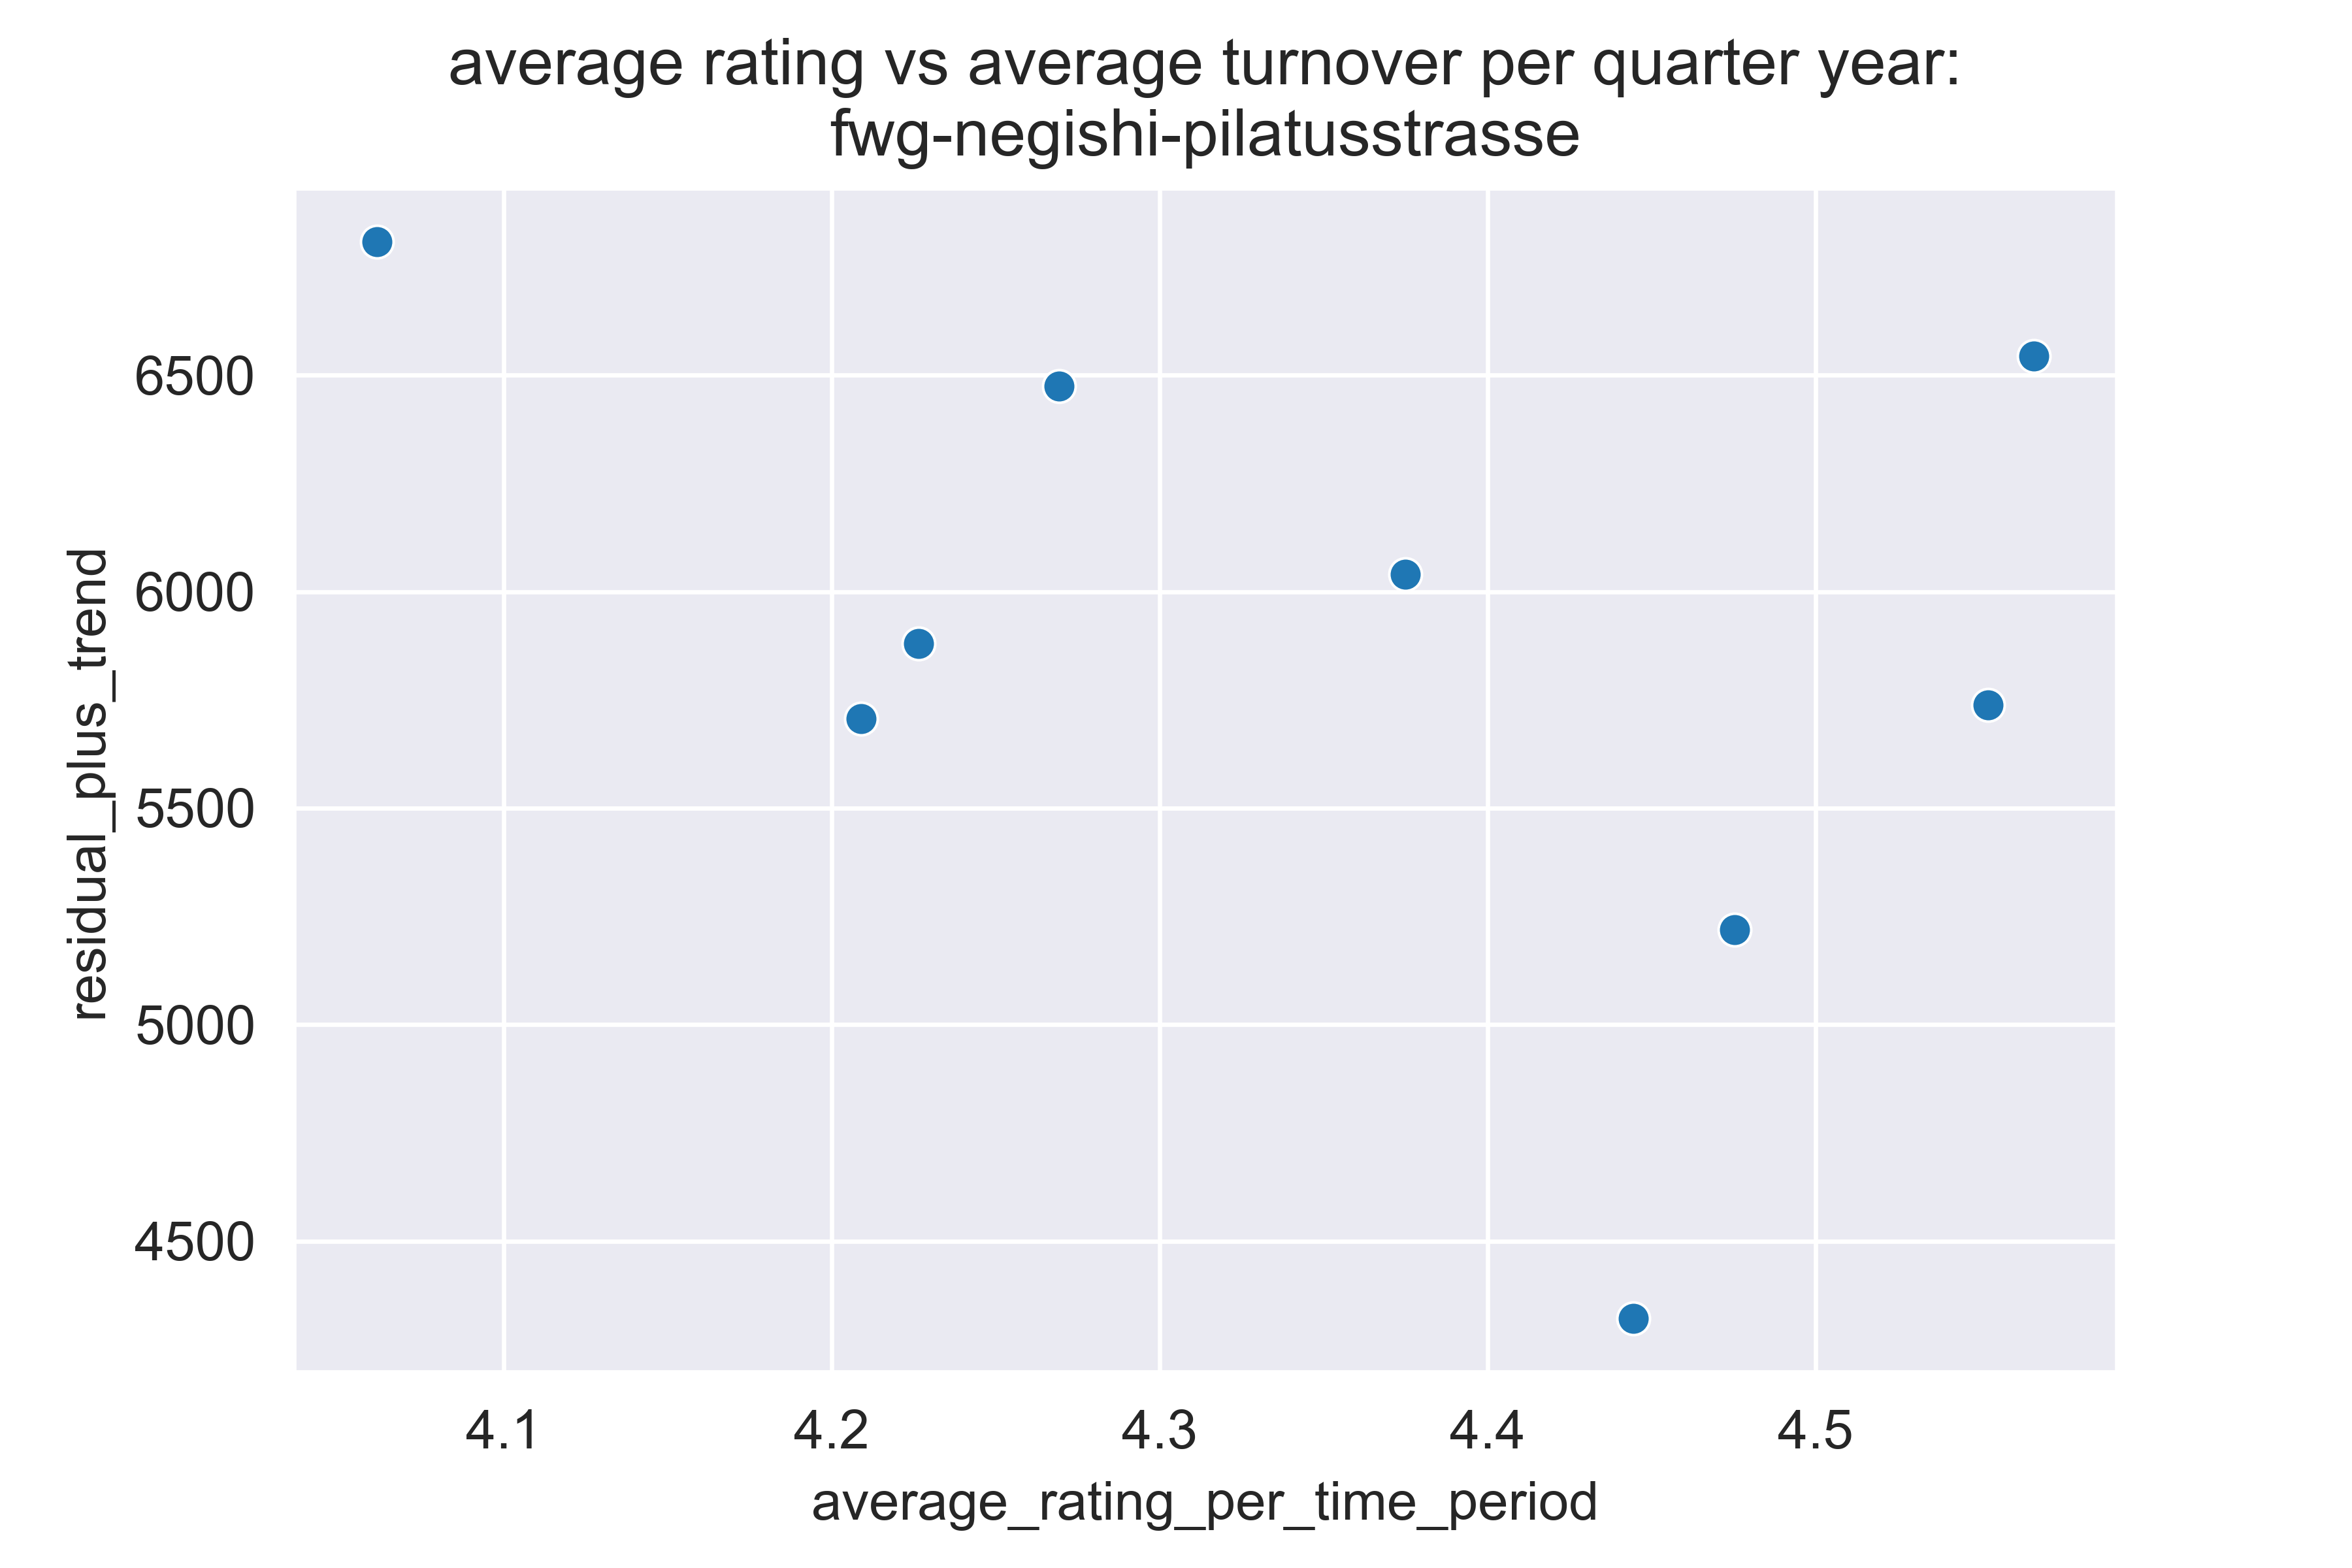 average rating vs average turnover per quarter year:
fwg-negishi-pilatusstrasse
residual_plus_trend
6500
6000
5500
5000
4500
4.1 4.2 4.3 4.4 4.5
average_rating_per_time_period